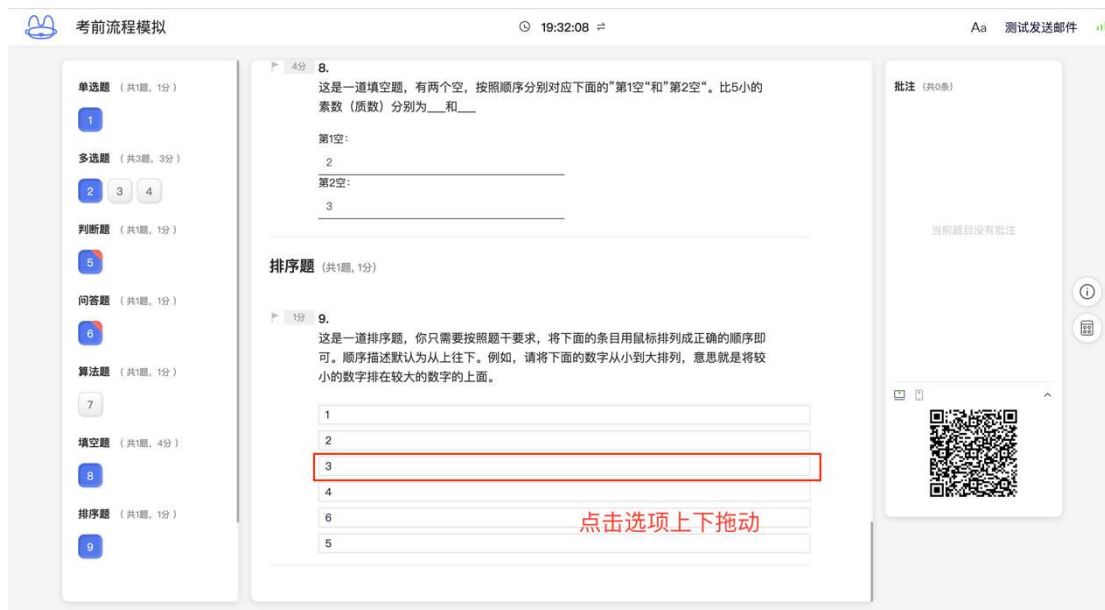 考前流程模拟
19:32:08
Aa 测试发送邮件
单选题 （共1题，1分）
1
多选题 （共3题，3分）
2 3 4
判断题 （共1题，1分）
5
问答题 （共1题，1分）
6
算法题 （共1题，1分）
7
填空题 （共1题，4分）
8
排序题 （共1题，1分）
9
4分 8.
这是一道填空题，有两个空，按照顺序分别对应下面的"第1空“和”第2空“。比5小的
素数（质数）分别为___和___
第1空：
2
第2空：
3
排序题 (共1题, 1分)
1分 9.
这是一道排序题，你只需要按照题干要求，将下面的条目用鼠标排列成正确的顺序即
可。顺序描述默认为从上往下。例如，请将下面的数字从小到大排列，意思就是将较
小的数字排在较大的数字的上面。
1
2
3
4
6
5
点击选项上下拖动
批注 (共0条)
当前题目没有批注